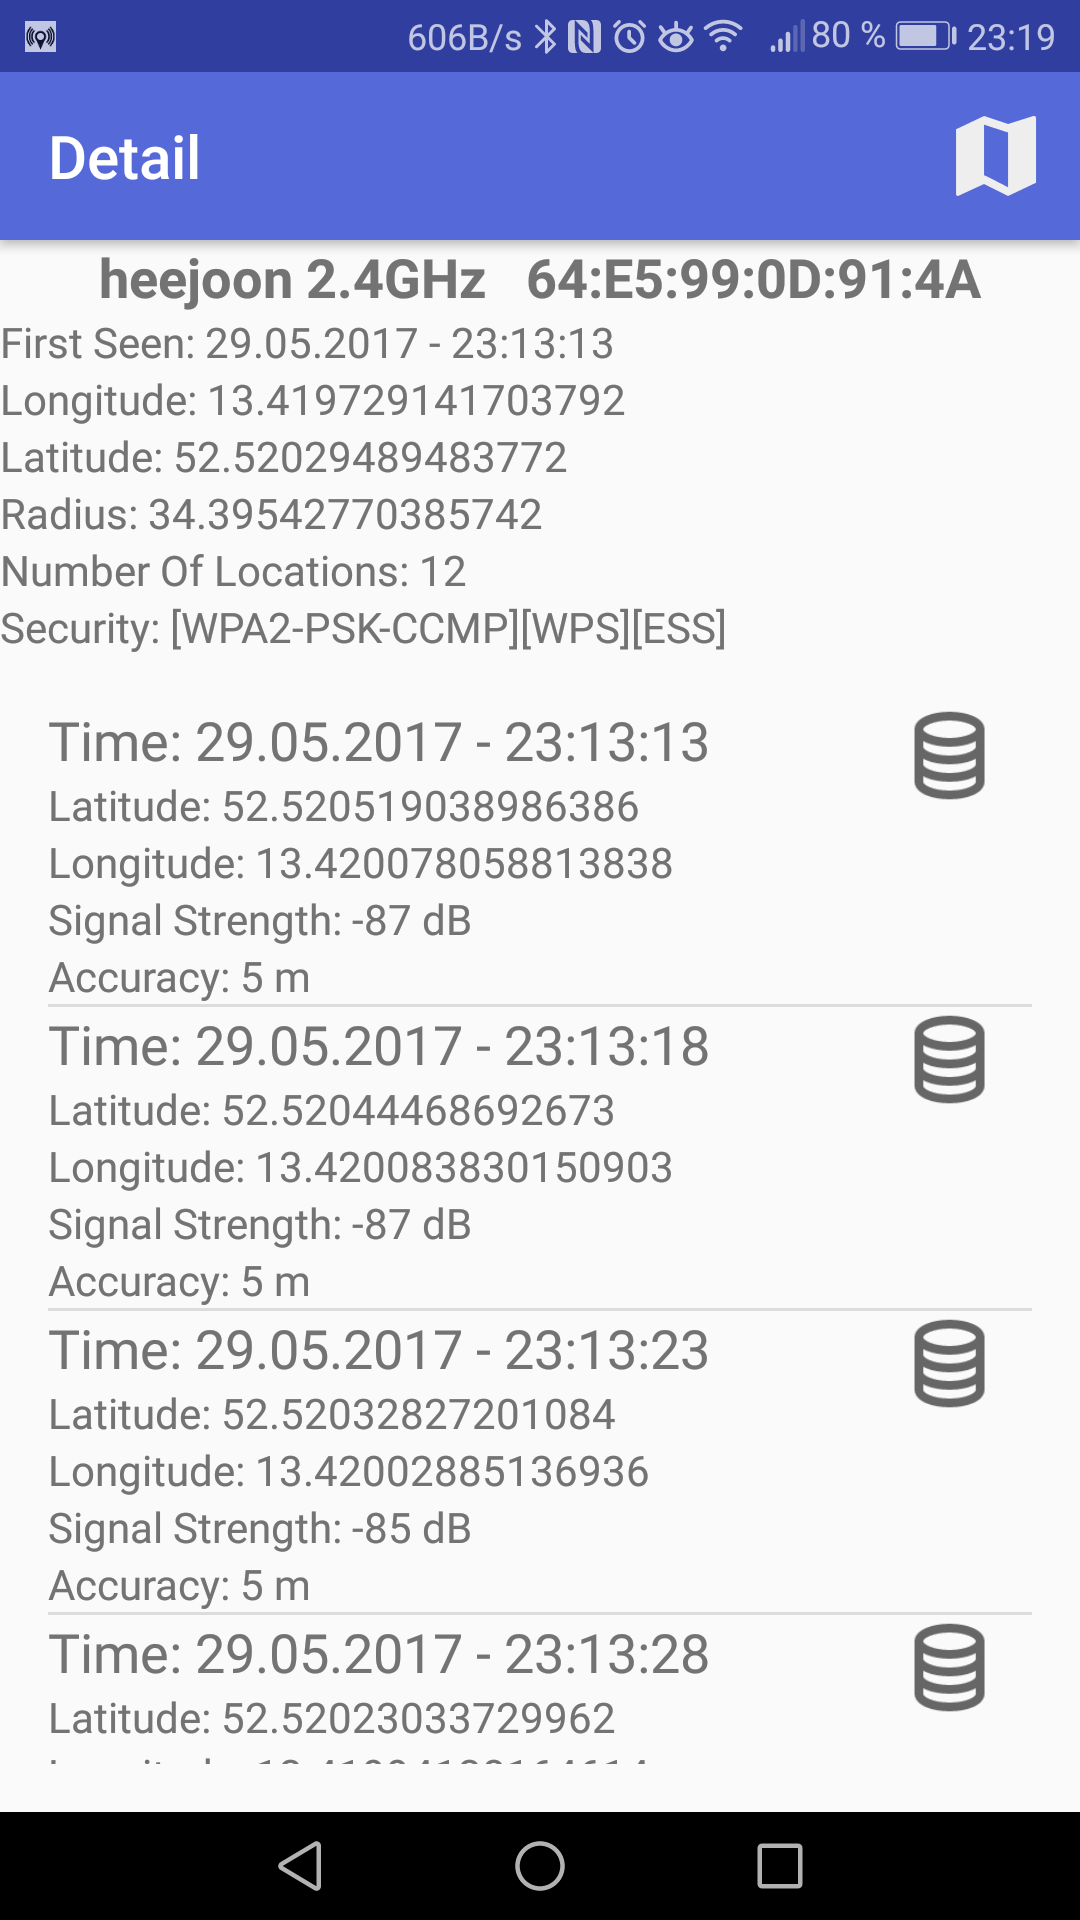 606B/s 80 % 23:19
Detail
heejoon 2.4GHz 64:E5:99:0D:91:4A
First Seen: 29.05.2017 - 23:13:13
Longitude: 13.419729141703792
Latitude: 52.52029489483772
Radius: 34.39542770385742
Number Of Locations: 12
Security: [WPA2-PSK-CCMP][WPS][ESS]
Time: 29.05.2017 - 23:13:13
Latitude: 52.520519038986386
Longitude: 13.420078058813838
Signal Strength: -87 dB
Accuracy: 5 m
Time: 29.05.2017 - 23:13:18
Latitude: 52.52044468692673
Longitude: 13.420083830150903
Signal Strength: -87 dB
Accuracy: 5 m
Time: 29.05.2017 - 23:13:23
Latitude: 52.52032827201084
Longitude: 13.42002885136936
Signal Strength: -85 dB
Accuracy: 5 m
Time: 29.05.2017 - 23:13:28
Latitude: 52.52023033729962